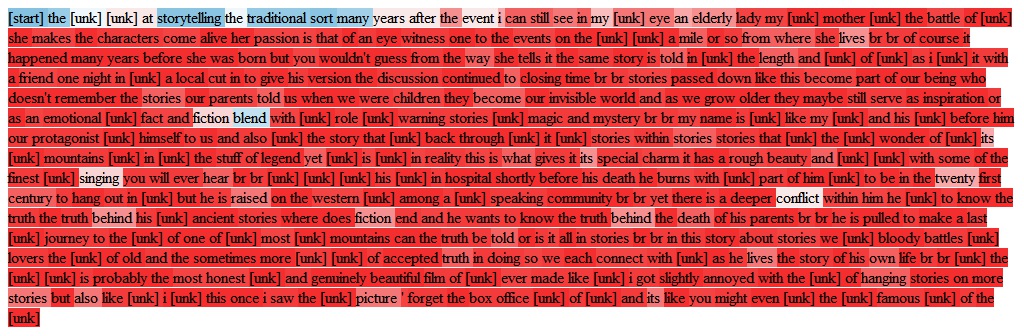 [start] the [unk] [unk] at storytelling the traditional sort many years after the event i can still see in my [unk] eye an elderly lady my [unk] mother [unk] the battle of [unk]
she makes the characters come alive her passion is that of an eye witness one to the events on the [unk] [unk] a mile or so from where she lives br br of course it
happened many years before she was born but you wouldn't guess from the way she tells it the same story is told in [unk] the length and [unk] of [unk] as i [unk] it with
a friend one night in [unk] a local cut in to give his version the discussion continued to closing time br br stories passed down like this become part of our being who
doesn't remember the stories our parents told us when we were children they become our invisible world and as we grow older they maybe still serve as inspiration or
as an emotional [unk] fact and fiction blend with [unk] role [unk] warning stories [unk] magic and mystery br br my name is [unk] like my [unk] and his [unk] before him
our protagonist [unk] himself to us and also [unk] the story that [unk] back through [unk] it [unk] stories within stories stories that [unk] the [unk] wonder of [unk] its
[unk] mountains [unk] in [unk] the stuff of legend yet [unk] is [unk] in reality this is what gives it its special charm it has a rough beauty and [unk] [unk] with some of the
finest [unk] singing you will ever hear br br [unk] [unk] [unk] his [unk] in hospital shortly before his death he burns with [unk] part of him [unk] to be in the twenty first
century to hang out in [unk] but he is raised on the western [unk] among a [unk] speaking community br br yet there is a deeper conflict within him he [unk] to know the
truth the truth behind his [unk] ancient stories where does fiction end and he wants to know the truth behind the death of his parents br br he is pulled to make a last
[unk] journey to the [unk] of one of [unk] most [unk] mountains can the truth be told or is it all in stories br br in this story about stories we [unk] bloody battles [unk]
lovers the [unk] of old and the sometimes more [unk] [unk] of accepted truth in doing so we each connect with [unk] as he lives the story of his own life br br [unk] the
[unk] [unk] is probably the most honest [unk] and genuinely beautiful film of [unk] ever made like [unk] i got slightly annoyed with the [unk] of hanging stories on more
stories but also like [unk] i [unk] this once i saw the [unk] picture ' forget the box office [unk] of [unk] and its like you might even [unk] the [unk] famous [unk] of the
[unk]